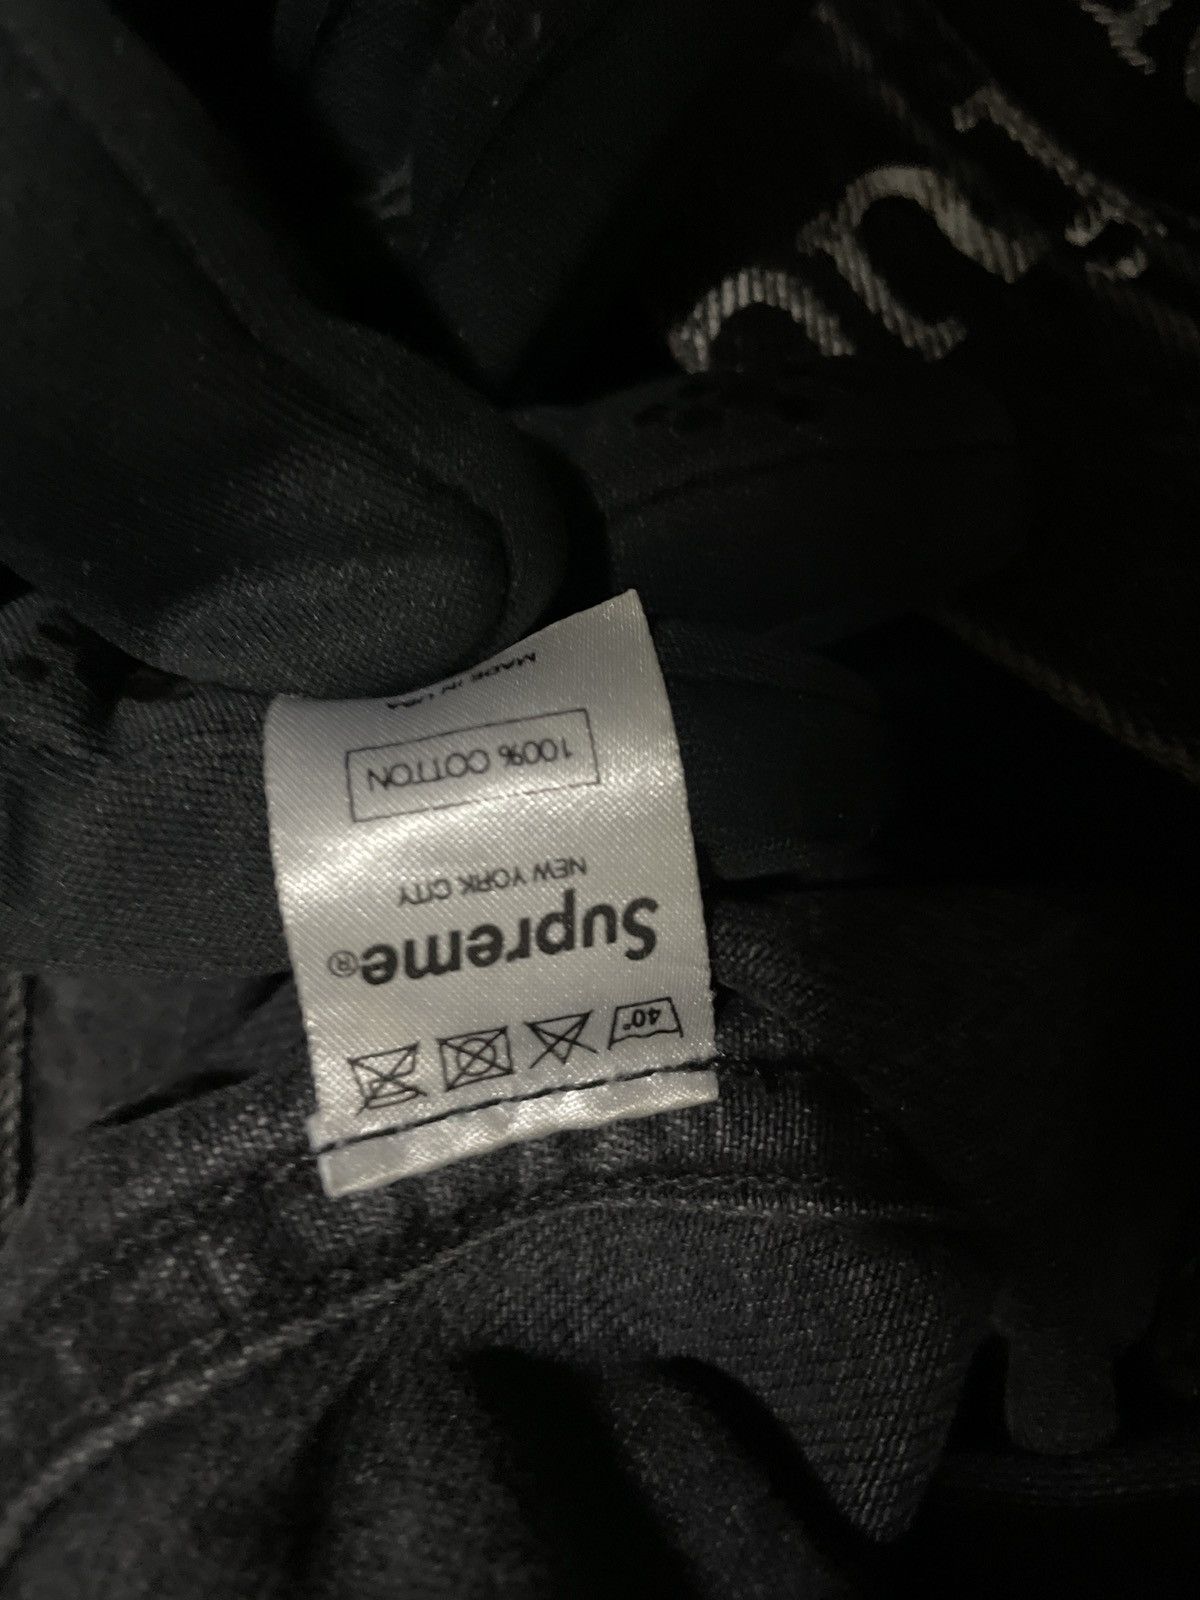 40°
Supreme®
NEW YORK CITY
100% COTTON
MADE IN USA